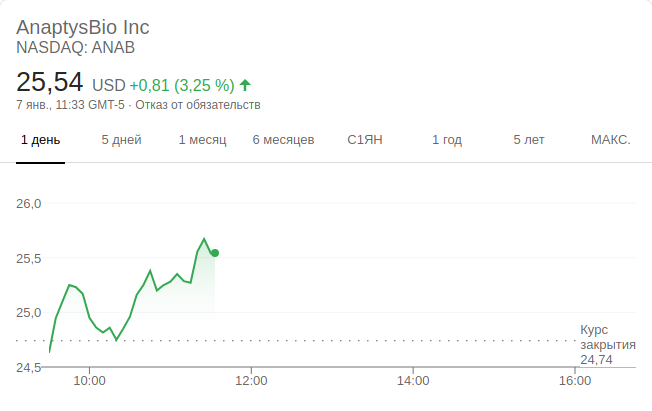 AnaptysBio Inc
NASDAQ: ANAB
25,54 USD +0,81 (3,25 %)
7 янв., 11:33 GMT-5 · Отказ от обязательств
1 день 5 дней 1 месяц 6 месяцев С1ЯН 1 год 5 лет МАКС.
26,0
25,5
25,0
Курс
закрытия
24,74
24,5
10:00 12:00 14:00 16:00